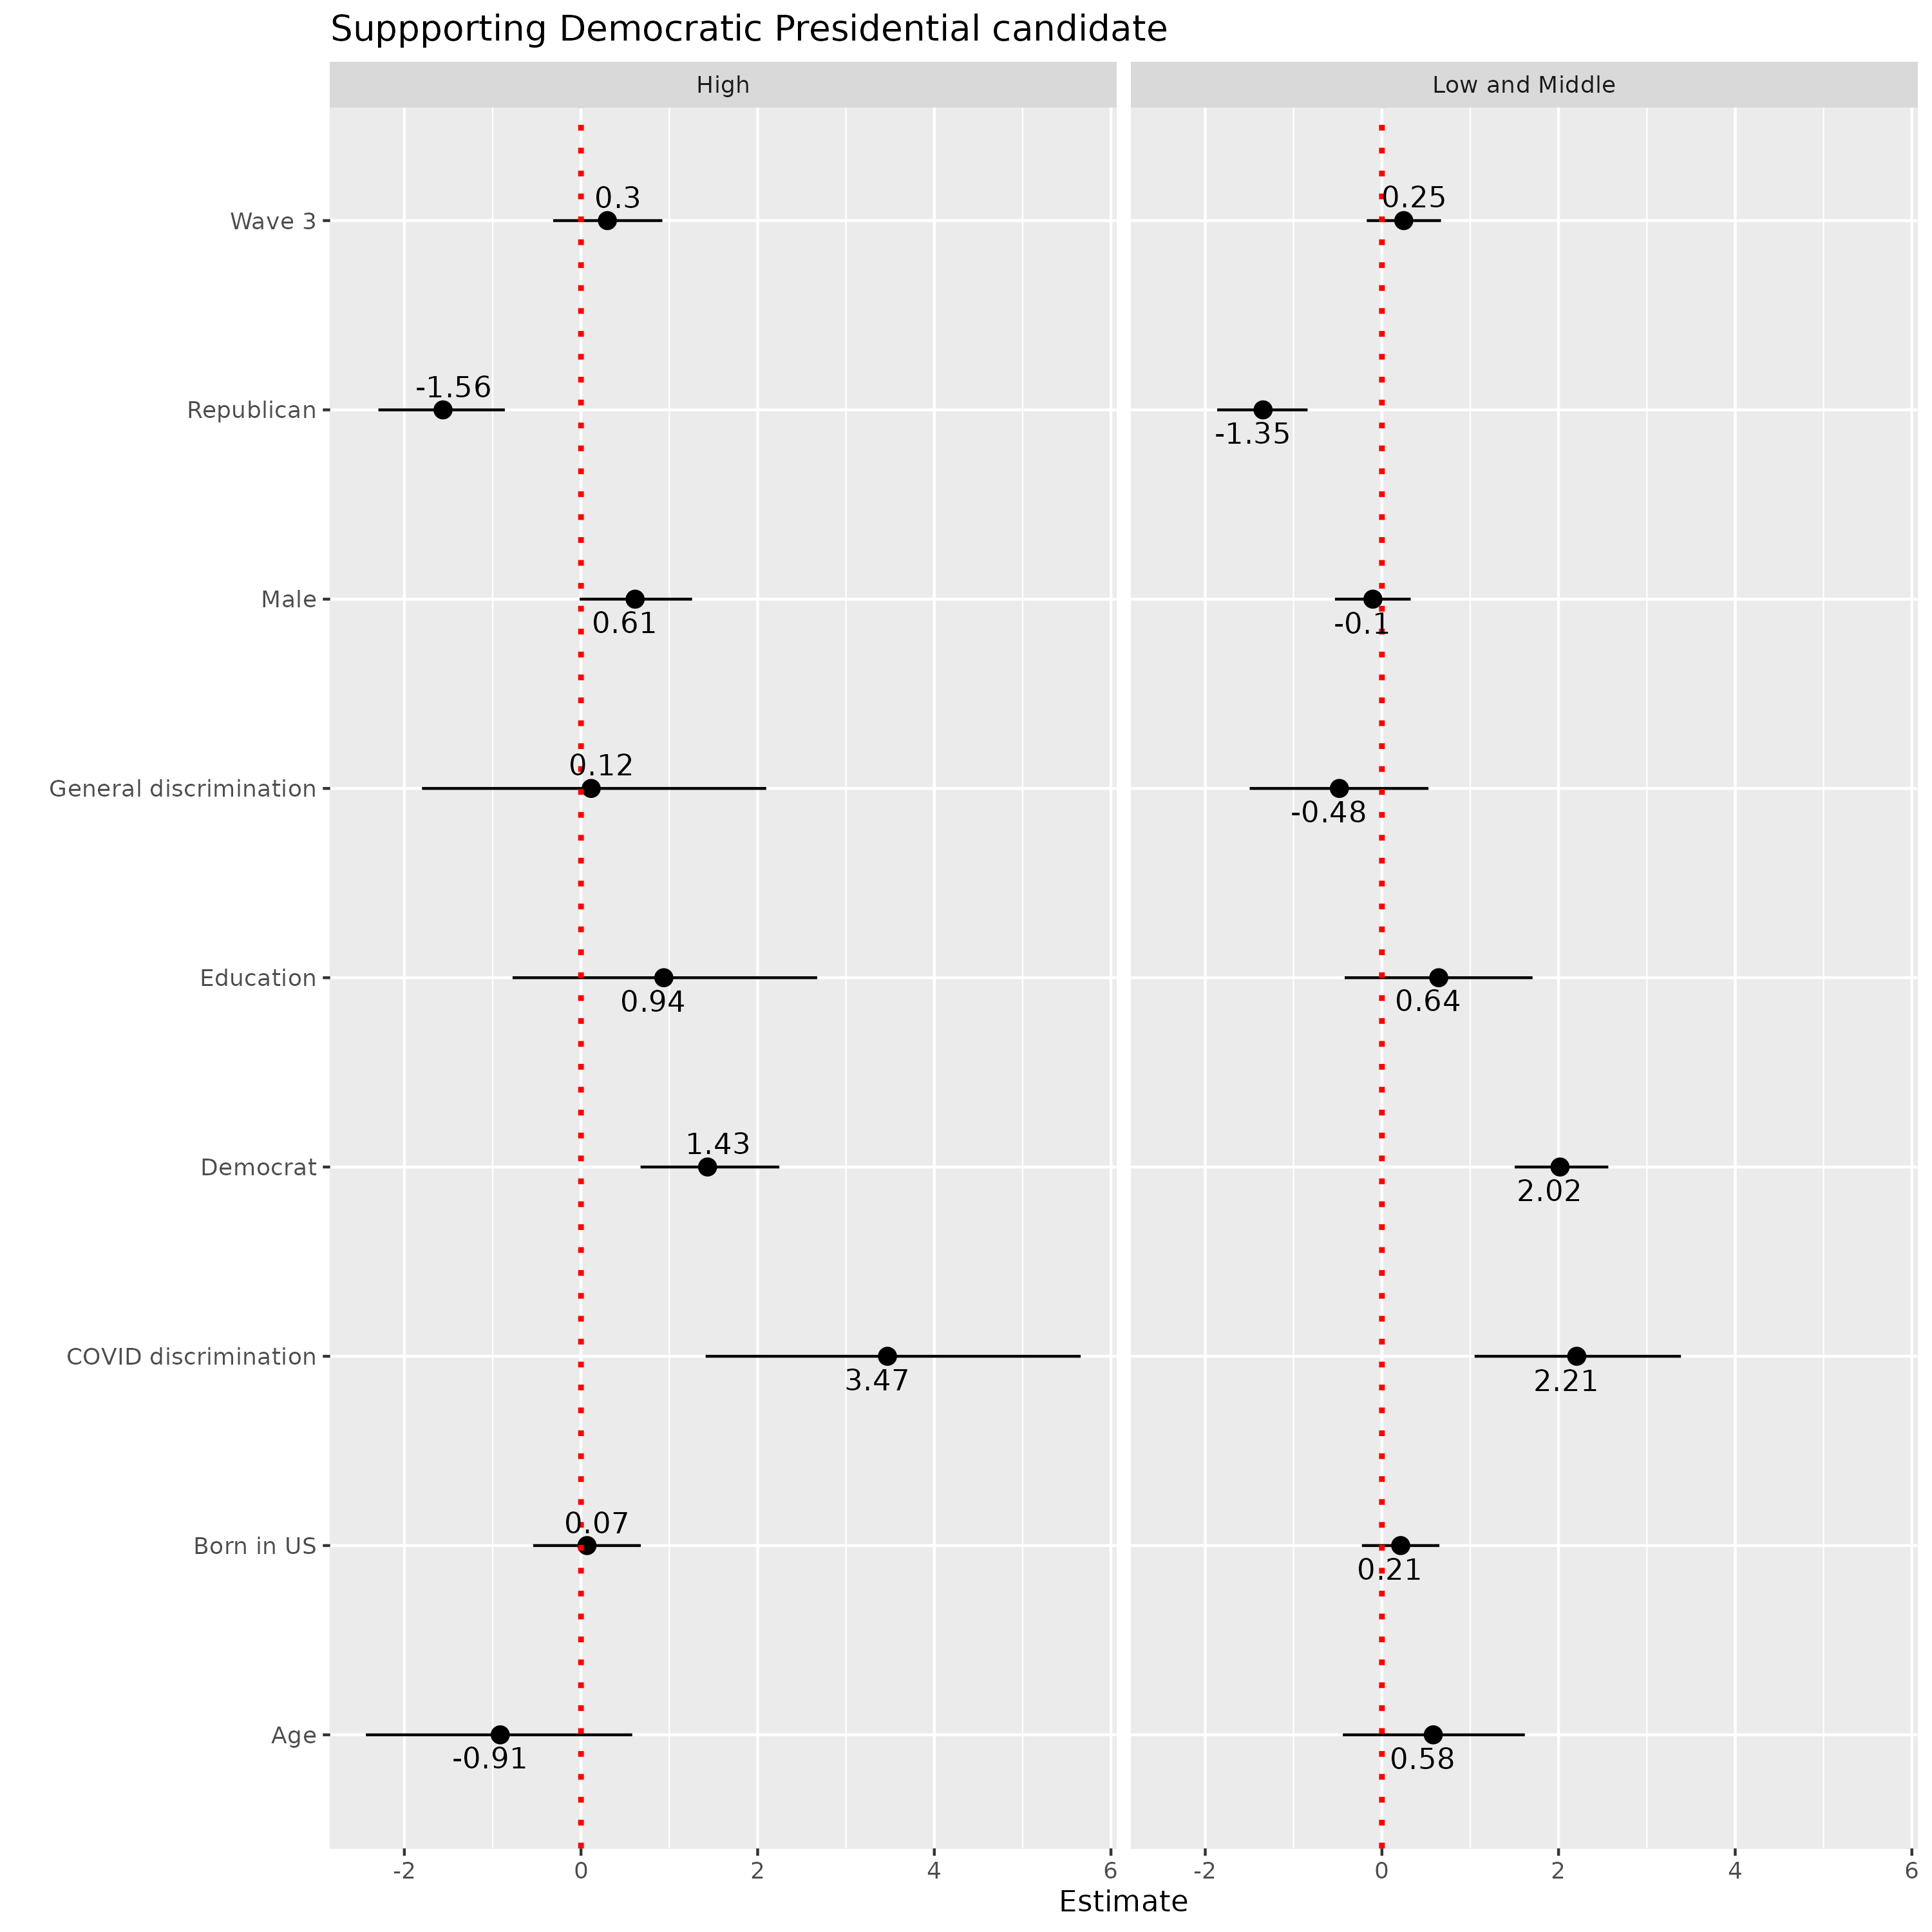 Suppporting Democratic Presidential candidate
High
Low and Middle
Wave 3
0.3
0.25
Republican
-1.56
-1.35
Male
0.61
-0.1
General discrimination
0.12
-0.48
Education
0.94
0.64
Democrat
1.43
2.02
COVID discrimination
3.47
2.21
Born in US
0.07
0.21
Age
-0.91
0.58
-2 0 2 4 6
-2 0 2 4 6
Estimate